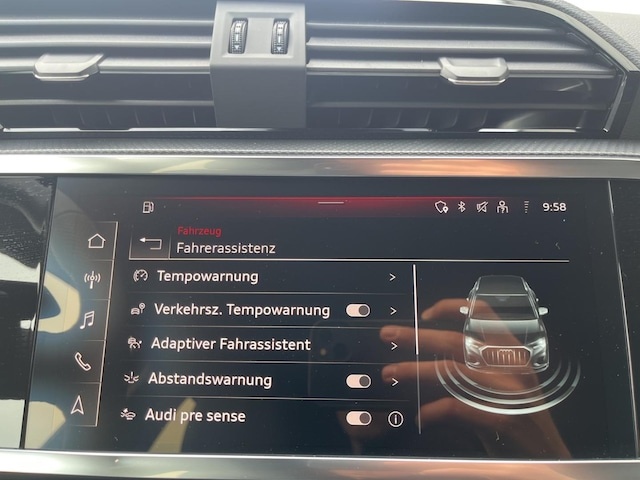 9:58
Fahrzeug
Fahrerassistenz
Tempowarnung
Verkehrsz. Tempowarnung
Adaptiver Fahrassistent
Abstandswarnung
Audi pre sense